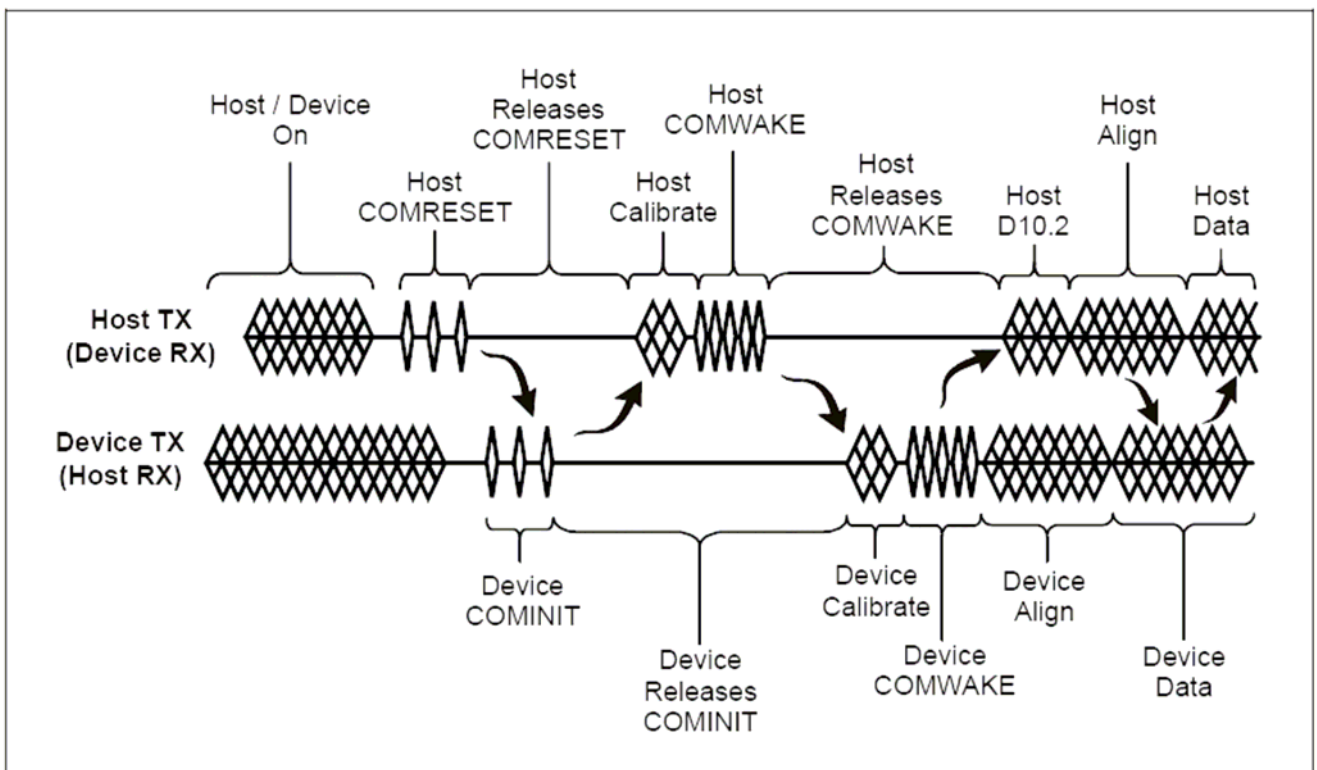 Host / Device
On
Host
COMRESET
Host
Releases
COMRESET
Host
Calibrate
Host
COMWAKE
Host
Releases
COMWAKE
Host
D10.2
Host
Align
Host
Data
Host TX
(Device RX)
Device TX
(Host RX)
Device
COMINIT
Device
Releases
COMINIT
Device
Calibrate
Device
COMWAKE
Device
Align
Device
Data